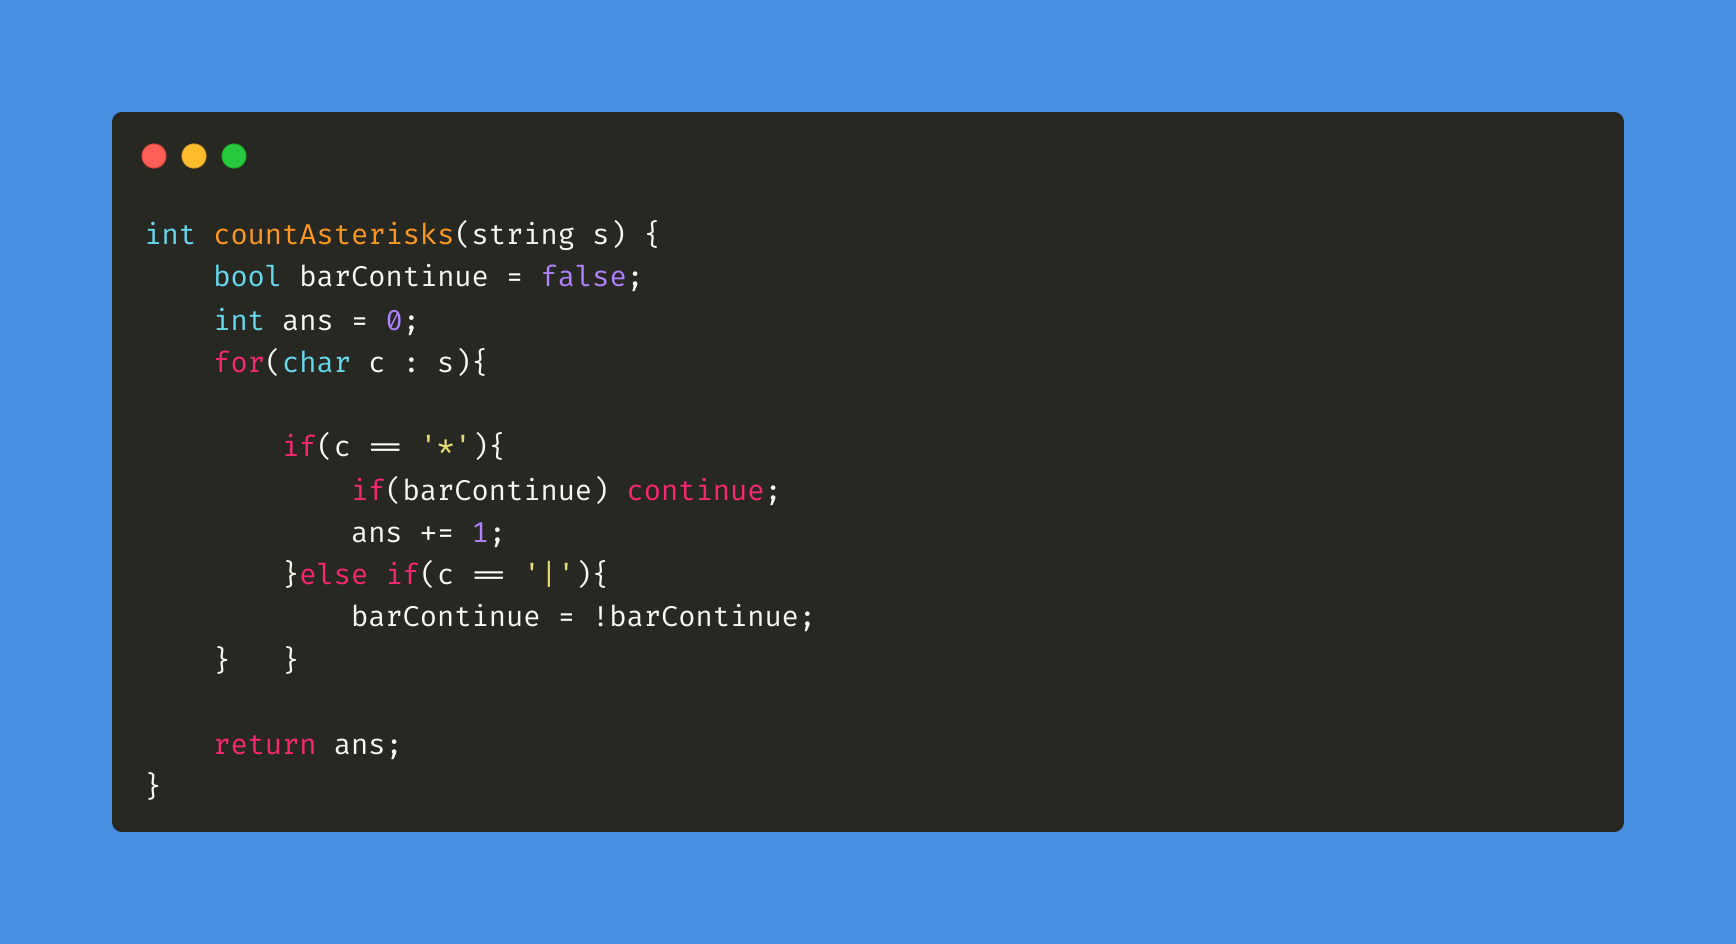 int countAsterisks(string s) {
    bool barContinue = false;
    int ans = 0;
    for(char c : s){

        if(c == '*'){
            if(barContinue) continue;
            ans += 1;
        }else if(c == '|'){
            barContinue = !barContinue;
    }   }

    return ans;
}